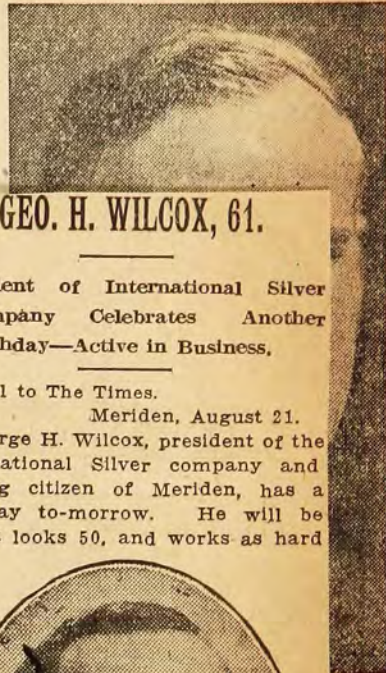 GEO. H. WILCOX, 61.
ent of International Silver
pany Celebrates Another
hday—Active in Business.
l to The Times.
Meriden, August 21.
rge H. Wilcox, president of the
ational Silver company and
g citizen of Meriden, has a
ay to-morrow. He will be
looks 50, and works as hard